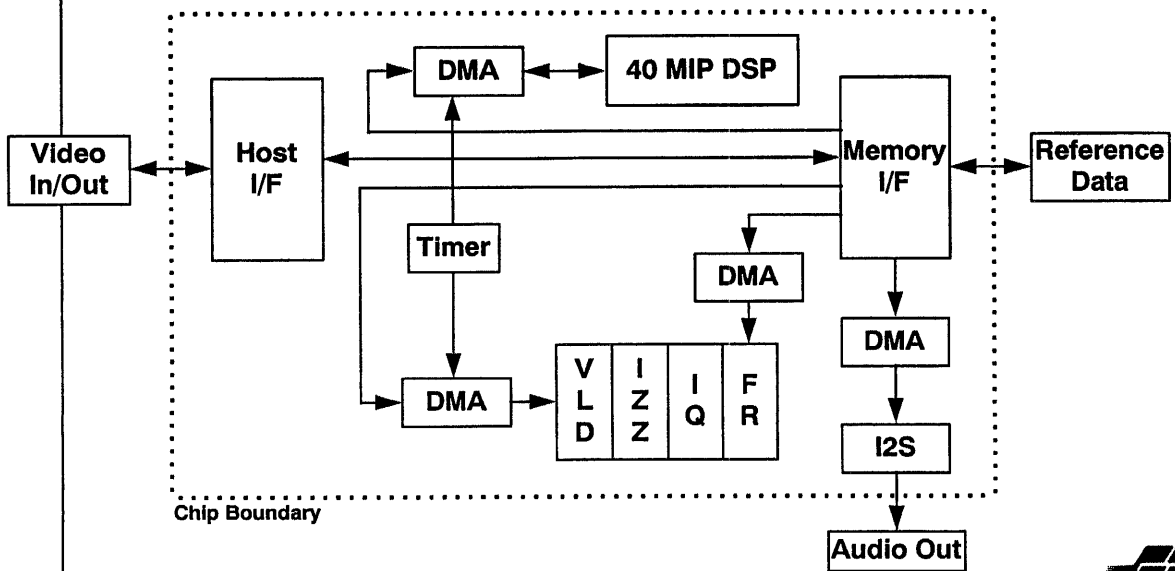 DMA
40 MIP DSP
Video
In/Out
Host
I/F
Memory
I/F
Reference
Data
Timer
DMA
DMA
DMA
V
L
D
I
Z
Z
I
Q
F
R
I2S
Chip Boundary
Audio Out